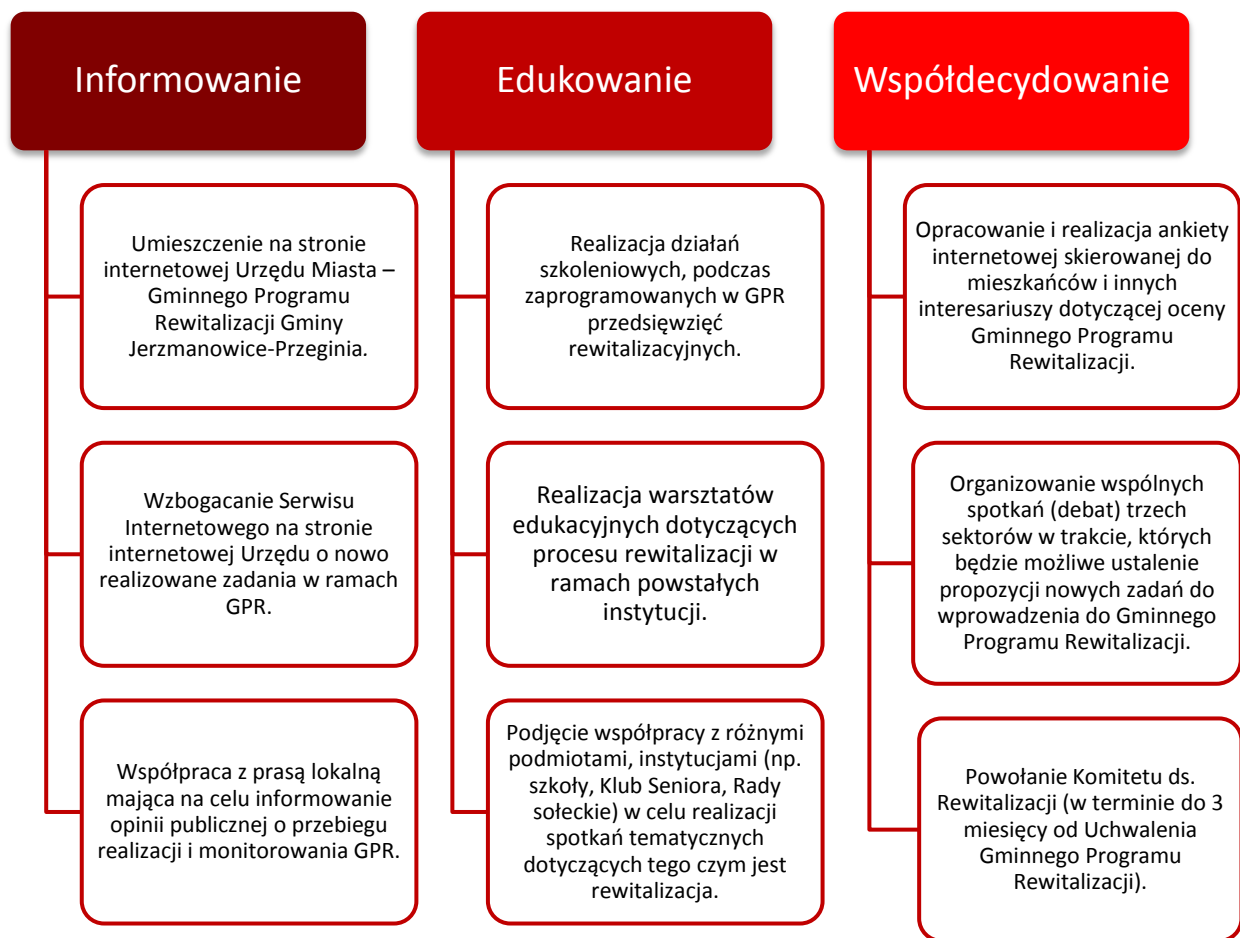 Informowanie
Umieszczenie na stronie
internetowej Urzędu Miasta –
Gminnego Programu
Rewitalizacji Gminy
Jerzmanowice-Przeginia.
Wzbogacanie Serwisu
Internetowego na stronie
internetowej Urzędu o nowo
realizowane zadania w ramach
GPR.
Współpraca z prasą lokalną
mająca na celu informowanie
opinii publicznej o przebiegu
realizacji i monitorowania GPR.
Edukowanie
Realizacja działań
szkoleniowych, podczas
zaprogramowanych w GPR
przedsięwzięć
rewitalizacyjnych.
Realizacja warsztatów
edukacyjnych dotyczących
procesu rewitalizacji w
ramach powstałych
instytucji.
Podjęcie współpracy z różnymi
podmiotami, instytucjami (np.
szkoły, Klub Seniora, Rady
sołeckie) w celu realizacji
spotkań tematycznych
dotyczących tego czym jest
rewitalizacja.
Współdecydowanie
Opracowanie i realizacja ankiety
internetowej skierowanej do
mieszkańców i innych
interesariuszy dotyczącej oceny
Gminnego Programu
Rewitalizacji.
Organizowanie wspólnych
spotkań (debat) trzech
sektorów w trakcie, których
będzie możliwe ustalenie
propozycji nowych zadań do
wprowadzenia do Gminnego
Programu Rewitalizacji.
Powołanie Komitetu ds.
Rewitalizacji (w terminie do 3
miesięcy od Uchwalenia
Gminnego Programu
Rewitalizacji).